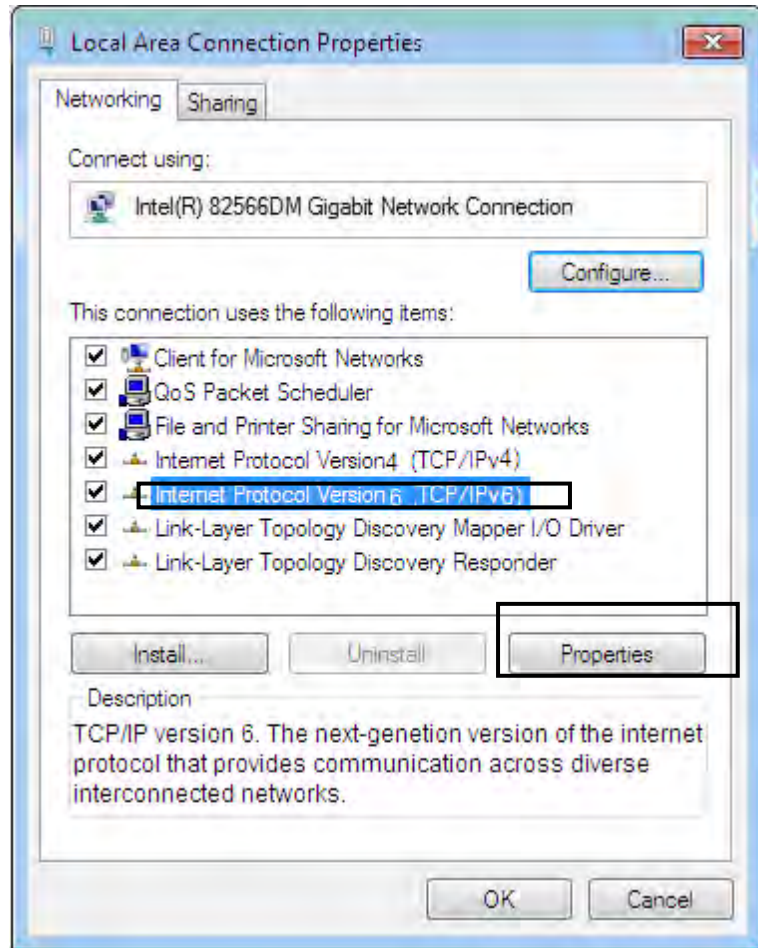 Local Area Connection Properties
Networking
Sharing
Connect using:
Intel(R) 82566DM Gigabit Network Connection
Configure...
This connection uses the following items:
Client for Microsoft Networks
QoS Packet Scheduler
File and Printer Sharing for Microsoft Networks
Internet Protocol Version4 (TCP/IPv4)
Internet Protocol Version 6 .TCP/IPv6)
Link-Layer Topology Discovery Mapper I/O Driver
Link-Layer Topology Discovery Responder
Install...
Uninstall
Properties
Description
TCP/IP version 6. The next-genetion version of the internet
protocol that provides communication across diverse
interconnected networks.
OK
Cancel